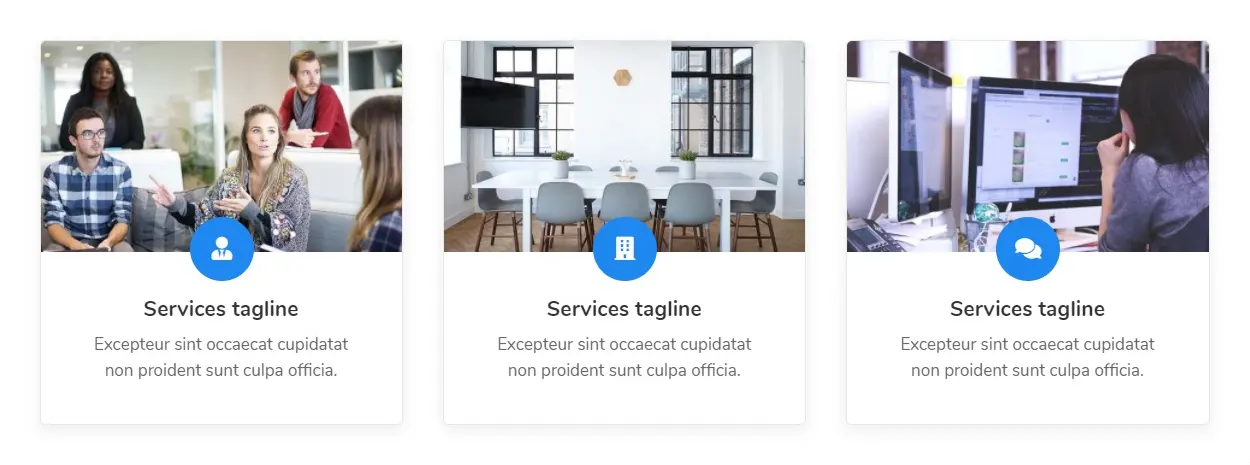 Services tagline
Excepteur sint occaecat cupidatat
non proident sunt culpa officia.
Services tagline
Excepteur sint occaecat cupidatat
non proident sunt culpa officia.
Services tagline
Excepteur sint occaecat cupidatat
non proident sunt culpa officia.